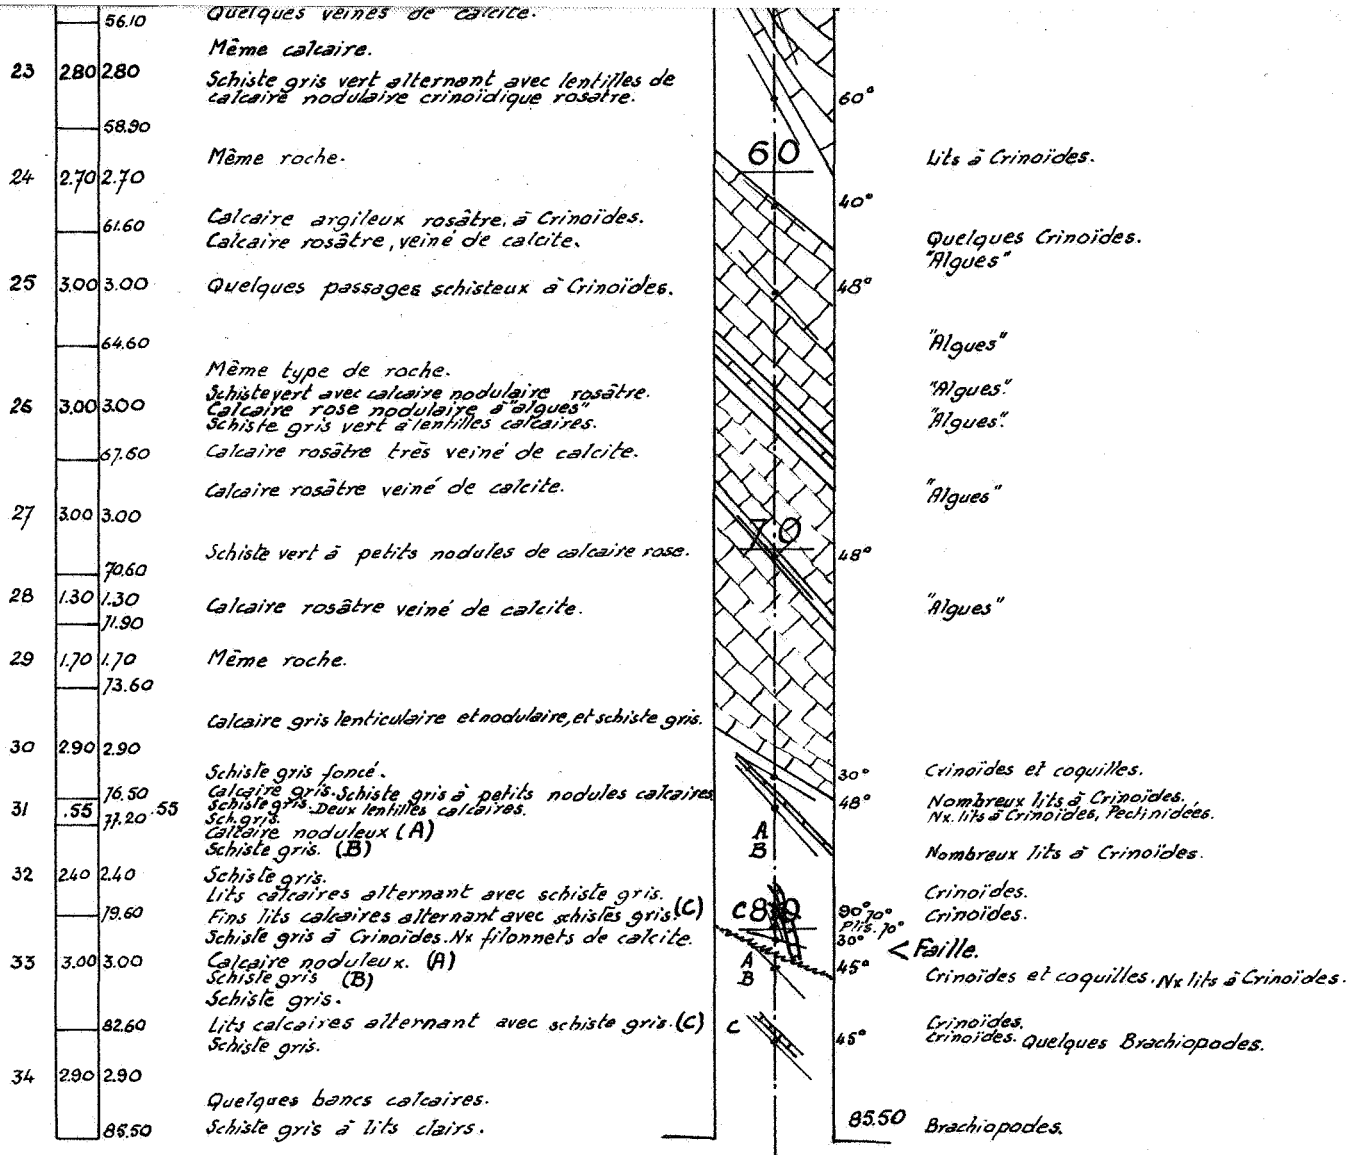 56.10 Quelques veines de calcite.
Même calcaire.
23 2.80 2.80 Schiste gris vert alternant avec lentilles de
calcaire nodulaire crinoïdique rosâtre. 60°
58.90
Même roche. 60 Lits à Crinoïdes.
24 2.70 2.70
40°
Calcaire argileux rosâtre, à Crinoïdes.
61.60
Calcaire rosâtre, veiné de calcite. Quelques Crinoïdes.
"Algues"
25 3.00 3.00 Quelques passages schisteux à Crinoïdes. 48°
64.60 "Algues"
Même type de roche.
Schiste vert avec calcaire nodulaire rosâtre. "Algues".
26 3.00 3.00 Calcaire rose nodulaire à "algues"
Schiste gris vert à lentilles calcaires. "Algues".
67.60 Calcaire rosâtre très veiné de calcite.
Calcaire rosâtre veiné de calcite. "Algues"
27 3.00 3.00
70
Schiste vert à petits nodules de calcaire rose. 48°
70.60
28 1.30 1.30 Calcaire rosâtre veiné de calcite. "Algues"
71.90
29 1.70 1.70 Même roche.
73.60
Calcaire gris lenticulaire et nodulaire, et schiste gris.
30 2.90 2.90
Schiste gris foncé. 30° Crinoïdes et coquilles.
76.50 Calcaire gris. Schiste gris à petits nodules calcaires
31 .55 .55 Schiste gris. Deux lentilles calcaires. 48° Nombreux lits à Crinoïdes.
77.20 Sch. gris. Nx. lits à Crinoïdes, Pectinidées.
Calcaire noduleux (A) A
Schiste gris. (B) B Nombreux lits à Crinoïdes.
32 2.40 2.40 Schiste gris.
Lits calcaires alternant avec schiste gris. Crinoïdes.
79.60 Fins lits calcaires alternant avec schistes gris. (C) C 80 90° 70° Crinoïdes.
Plis. 70°
Schiste gris à Crinoïdes. Nx filonnets de calcite. 30° < Faille.
33 3.00 3.00 Calcaire noduleux. (A) A 45°
Schiste gris (B) B Crinoïdes et coquilles. Nx lits à Crinoïdes.
Schiste gris.
82.60 Lits calcaires alternant avec schiste gris. (C) C Crinoïdes.
Schiste gris. 45° Crinoïdes. Quelques Brachiopodes.
34 2.90 2.90
Quelques bancs calcaires.
85.50 Schiste gris à lits clairs. 85.50 Brachiopodes.